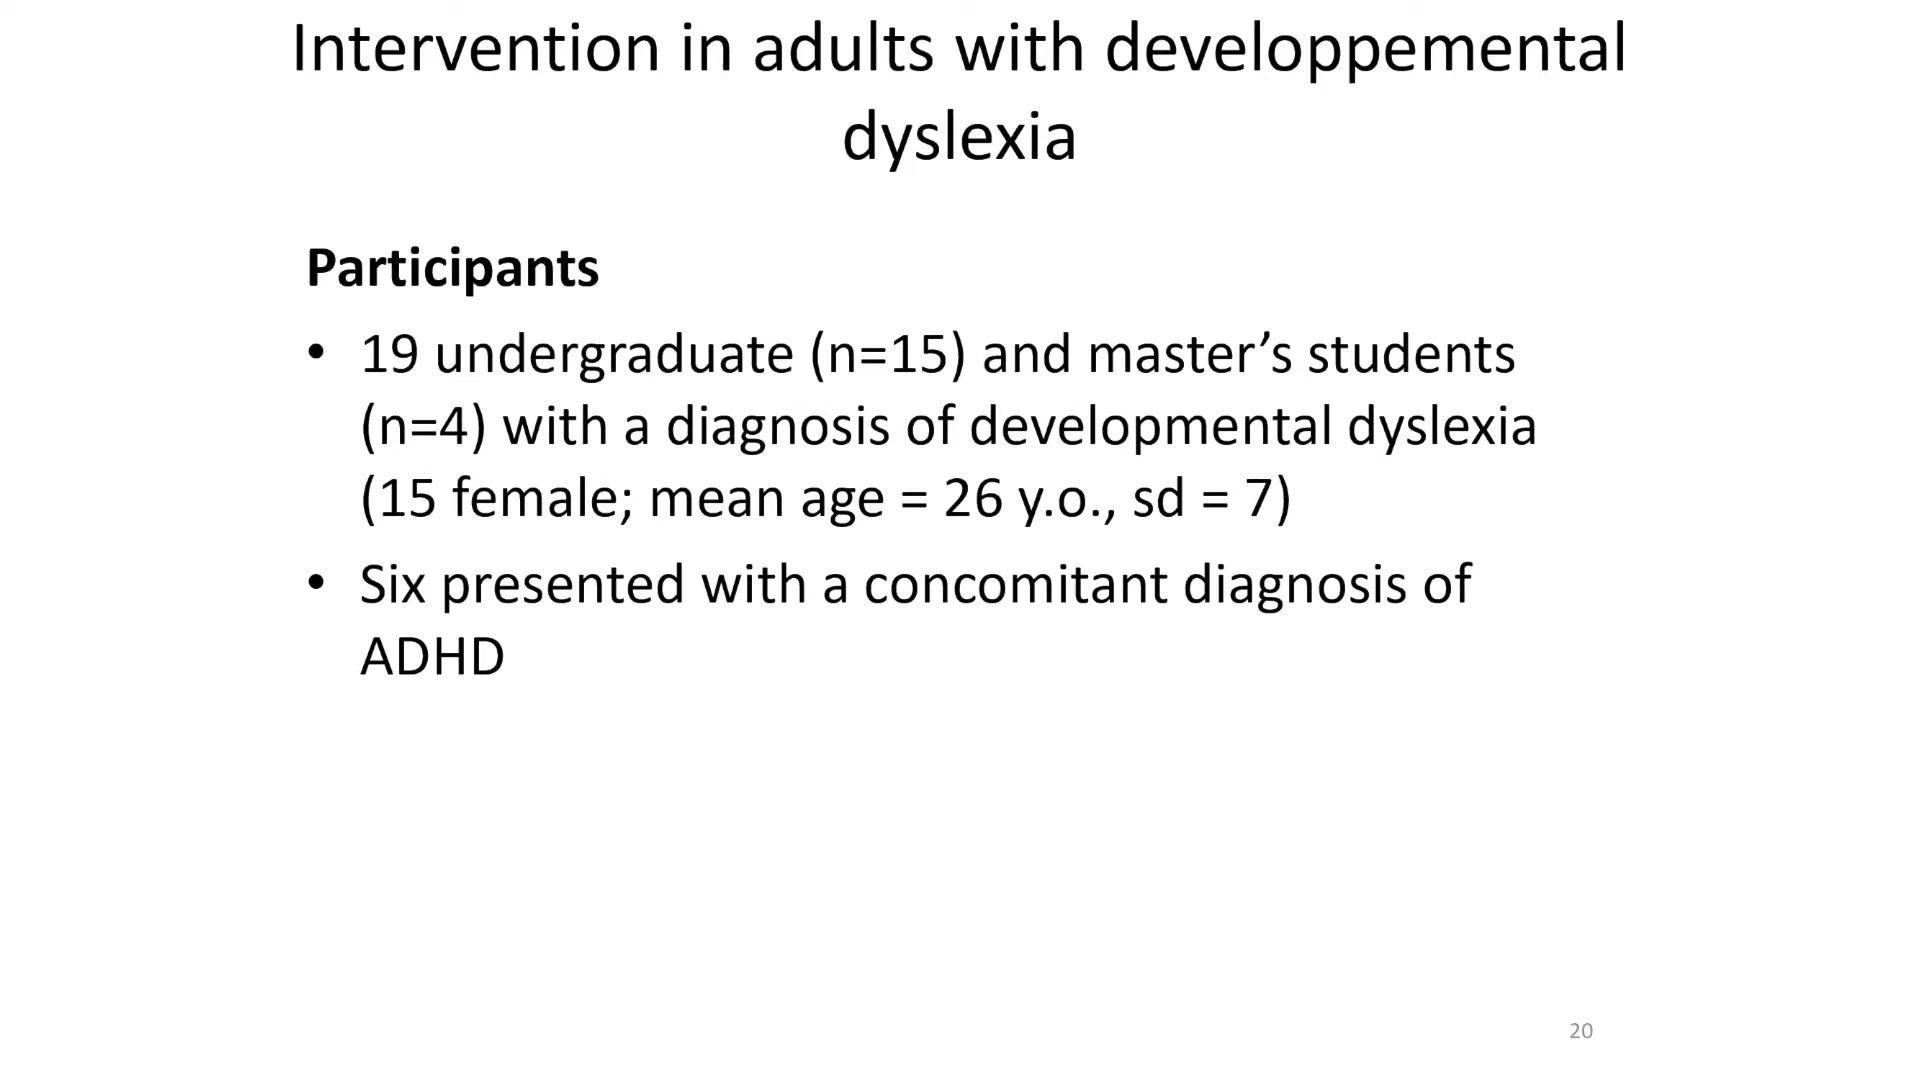 Intervention in adults with developpemental
dyslexia
Participants
• 19 undergraduate (n=15) and master’s students
(n=4) with a diagnosis of developmental dyslexia
(15 female; mean age = 26 y.o., sd = 7)
• Six presented with a concomitant diagnosis of
ADHD
20